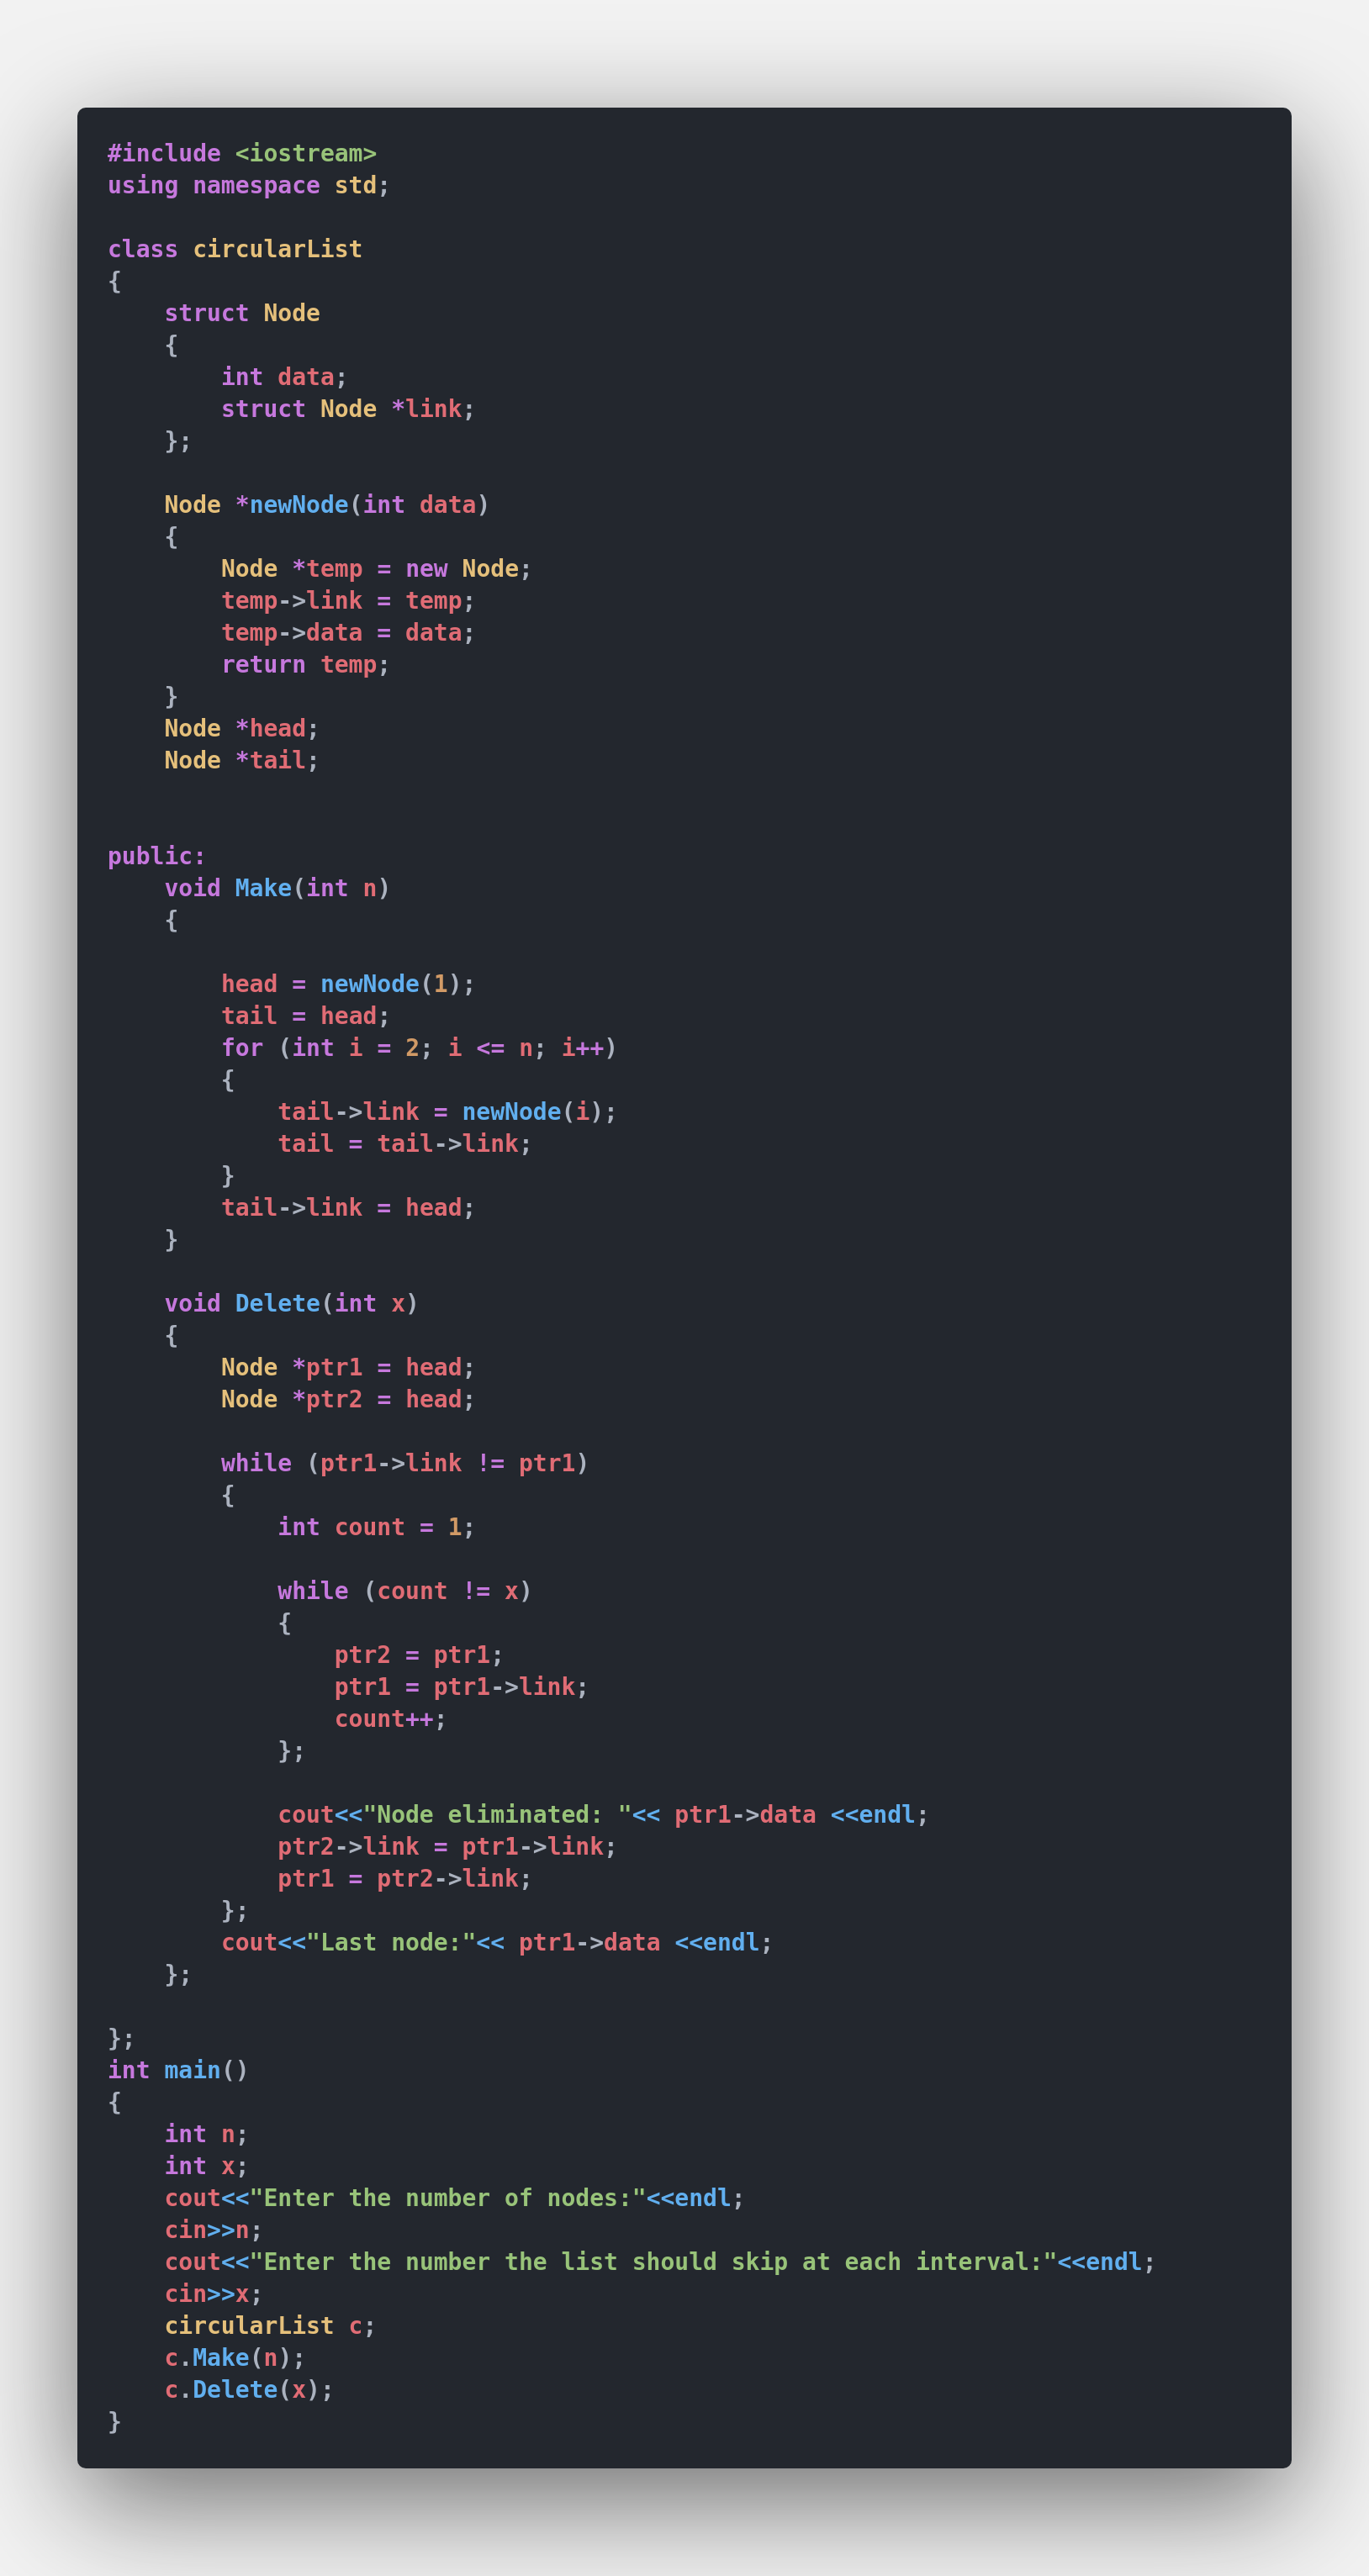 #include <iostream>
using namespace std;

class circularList
{
    struct Node
    {
        int data;
        struct Node *link;
    };

    Node *newNode(int data)
    {
        Node *temp = new Node;
        temp->link = temp;
        temp->data = data;
        return temp;
    }
    Node *head;
    Node *tail;


public:
    void Make(int n)
    {

        head = newNode(1);
        tail = head;
        for (int i = 2; i <= n; i++)
        {
            tail->link = newNode(i);
            tail = tail->link;
        }
        tail->link = head;
    }

    void Delete(int x)
    {
        Node *ptr1 = head;
        Node *ptr2 = head;

        while (ptr1->link != ptr1)
        {
            int count = 1;

            while (count != x)
            {
                ptr2 = ptr1;
                ptr1 = ptr1->link;
                count++;
            };

            cout<<"Node eliminated: "<< ptr1->data <<endl;
            ptr2->link = ptr1->link;
            ptr1 = ptr2->link;
        };
        cout<<"Last node:"<< ptr1->data <<endl;
    };

};
int main()
{
    int n;
    int x;
    cout<<"Enter the number of nodes:"<<endl;
    cin>>n;
    cout<<"Enter the number the list should skip at each interval:"<<endl;
    cin>>x;
    circularList c;
    c.Make(n);
    c.Delete(x);
}